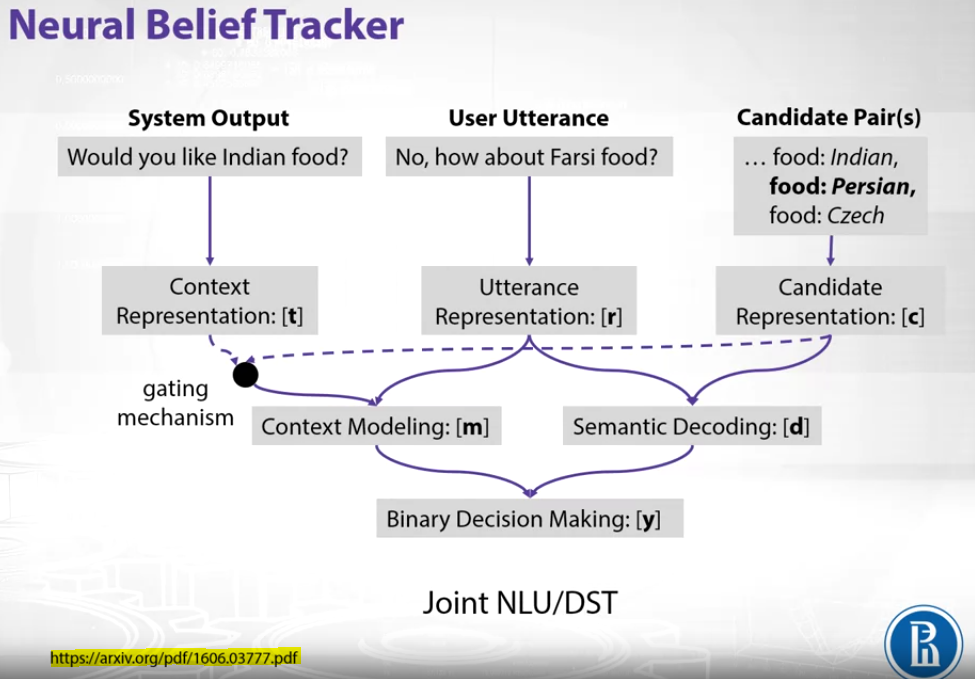 Neural Belief Tracker
System Output
User Utterance
Candidate Pair(s)
Would you like Indian food?
No, how about Farsi food?
... food: Indian,
food: Persian,
food: Czech
Context
Representation: [t]
Utterance
Representation: [r]
Candidate
Representation: [c]
gating
mechanism
Context Modeling: [m]
Semantic Decoding: [d]
Binary Decision Making: [y]
Joint NLU/DST
https://arxiv.org/pdf/1606.03777.pdf